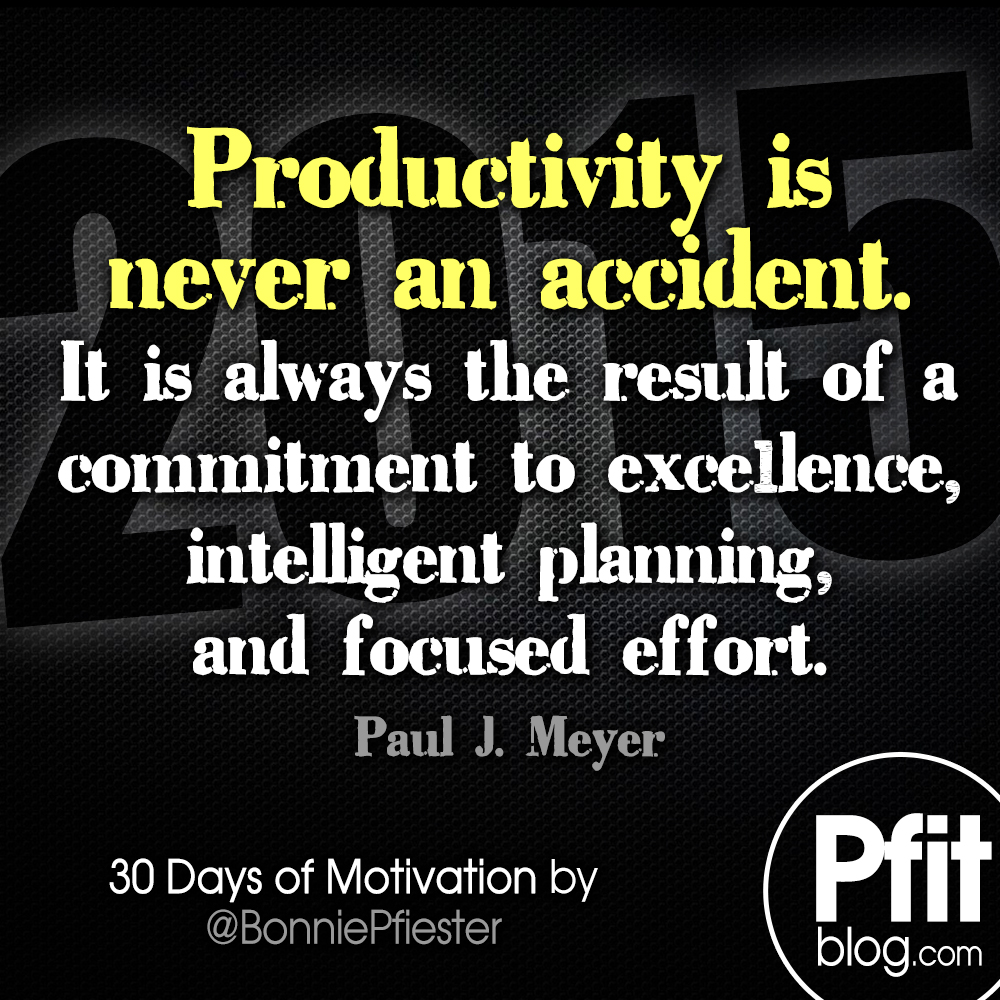 2015
Productivity is
never an accident.
It is always the result of a
commitment to excellence,
intelligent planning,
and focused effort.
Paul J. Meyer
30 Days of Motivation by
@BonniePfiester
Pfit
blog.com